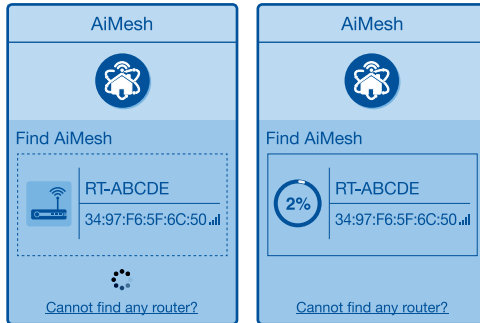 AiMesh
Find AiMesh
RT-ABCDE
34:97:F6:5F:6C:50
Cannot find any router?
AiMesh
Find AiMesh
2%
RT-ABCDE
34:97:F6:5F:6C:50
Cannot find any router?